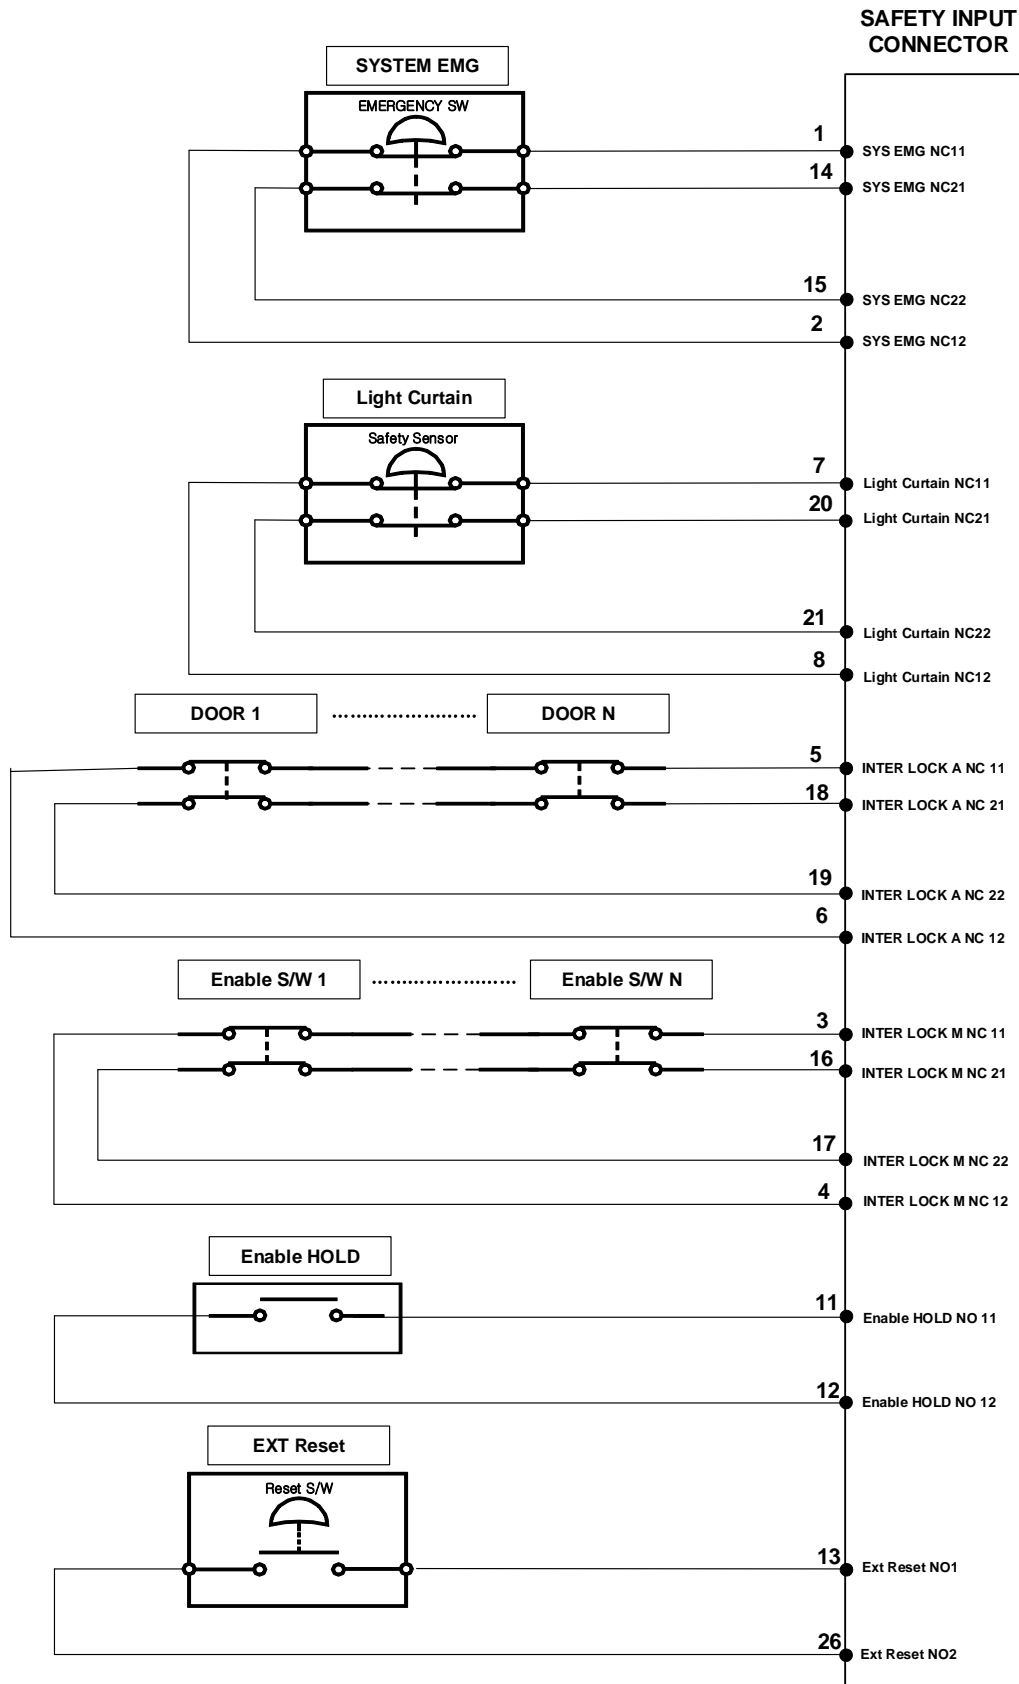 SAFETY INPUT
CONNECTOR
SYSTEM EMG
EMERGENCY SW
1
SYS EMG NC11
14
SYS EMG NC21
15
SYS EMG NC22
2
SYS EMG NC12
Light Curtain
Safety Sensor
7
Light Curtain NC11
20
Light Curtain NC21
21
Light Curtain NC22
8
Light Curtain NC12
DOOR 1 ........................ DOOR N
5
INTER LOCK A NC 11
18
INTER LOCK A NC 21
19
INTER LOCK A NC 22
6
INTER LOCK A NC 12
Enable S/W 1 ........................ Enable S/W N
3
INTER LOCK M NC 11
16
INTER LOCK M NC 21
17
INTER LOCK M NC 22
4
INTER LOCK M NC 12
Enable HOLD
11
Enable HOLD NO 11
12
Enable HOLD NO 12
EXT Reset
Reset S/W
13
Ext Reset NO1
26
Ext Reset NO2